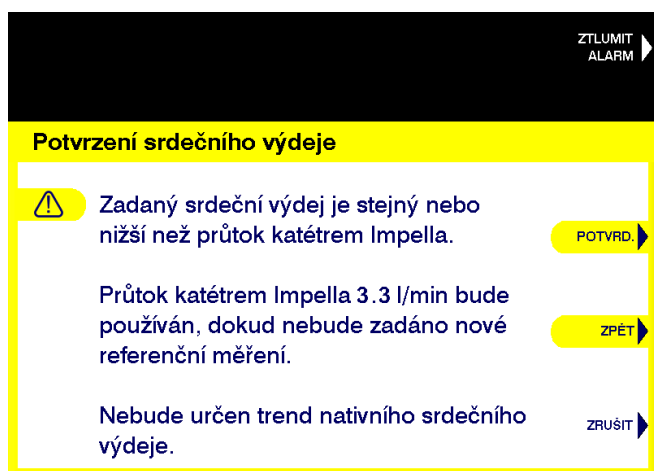 ZTLUMIT
ALARM
Potvrzení srdečního výdeje
Zadaný srdeční výdej je stejný nebo
nižší než průtok katétrem Impella.
POTVRD.
Průtok katétrem Impella 3.3 l/min bude
používán, dokud nebude zadáno nové
referenční měření.
ZPĚT
Nebude určen trend nativního srdečního
výdeje.
ZRUŠIT